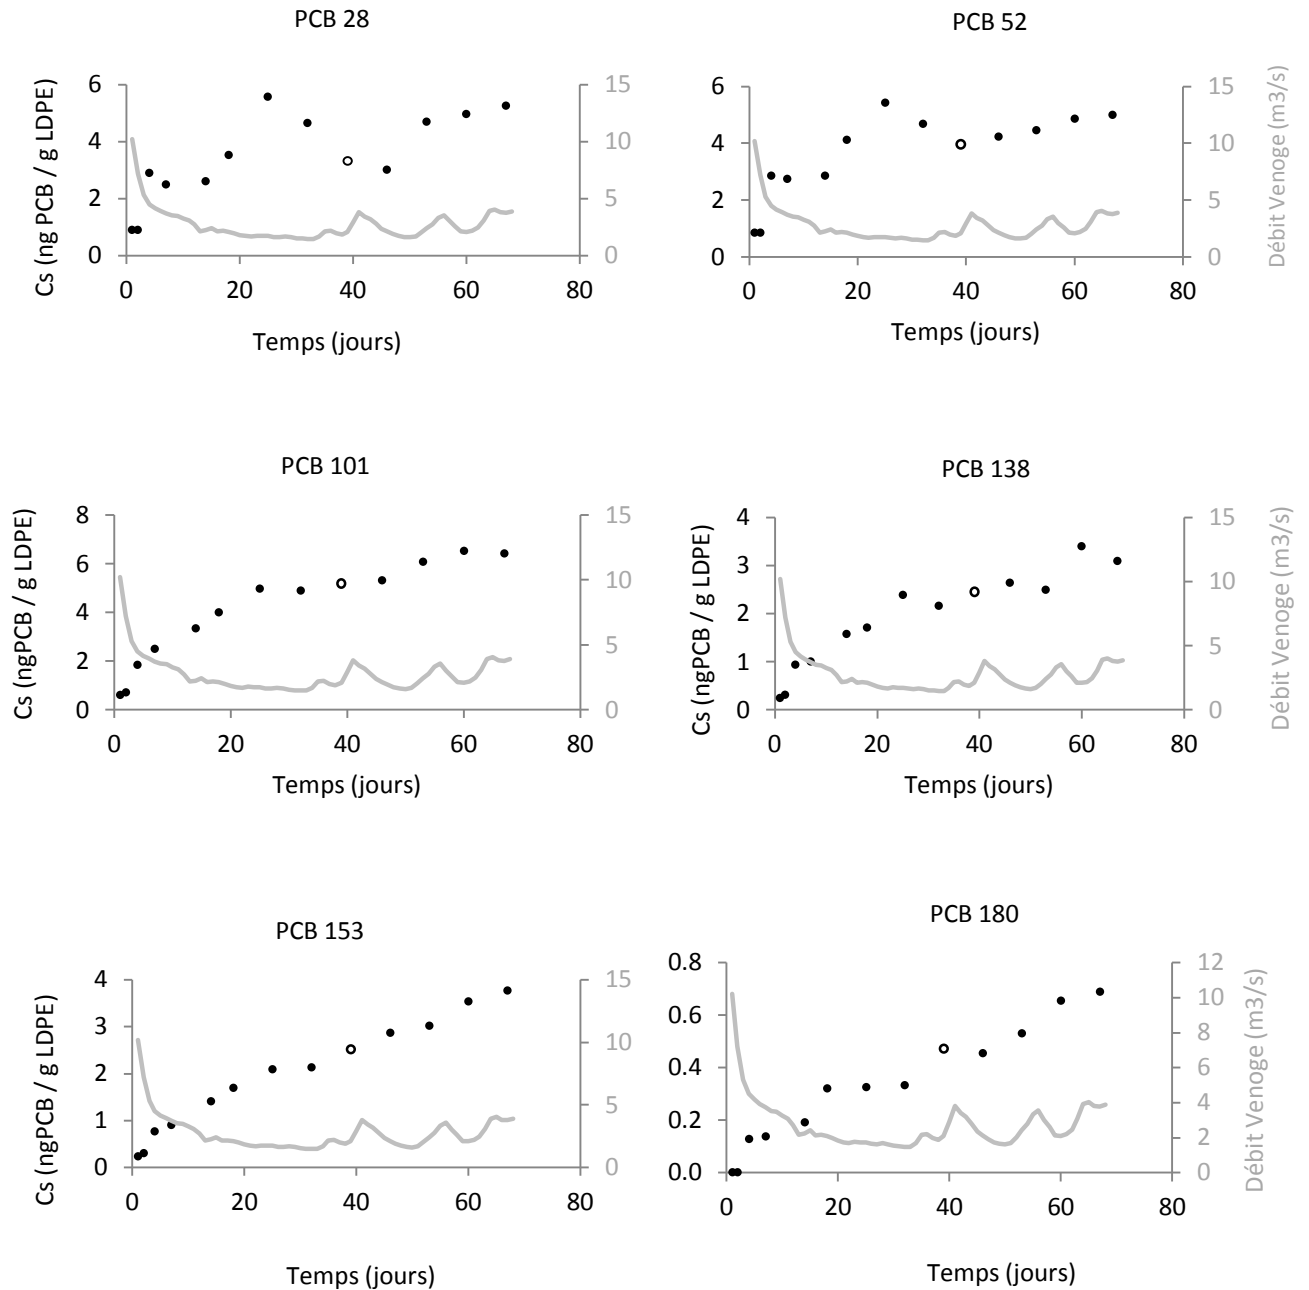 PCB 28
Cs (ng PCB / g LDPE)
6
4
2
0
15
10
5
0
0 20 40 60 80
Temps (jours)
PCB 52
6
4
2
0
15
10
5
0
Débit Venoge (m3/s)
0 20 40 60 80
Temps (jours)
PCB 101
Cs (ngPCB / g LDPE)
8
6
4
2
0
15
10
5
0
0 20 40 60 80
Temps (jours)
PCB 138
Cs (ngPCB / g LDPE)
4
3
2
1
0
15
10
5
0
Débit Venoge (m3/s)
0 20 40 60 80
Temps (jours)
PCB 153
Cs (ngPCB / g LDPE)
4
3
2
1
0
15
10
5
0
0 20 40 60 80
Temps (jours)
PCB 180
0.8
0.6
0.4
0.2
0.0
12
10
8
6
4
2
0
Débit Venoge (m3/s)
0 20 40 60 80
Temps (jours)